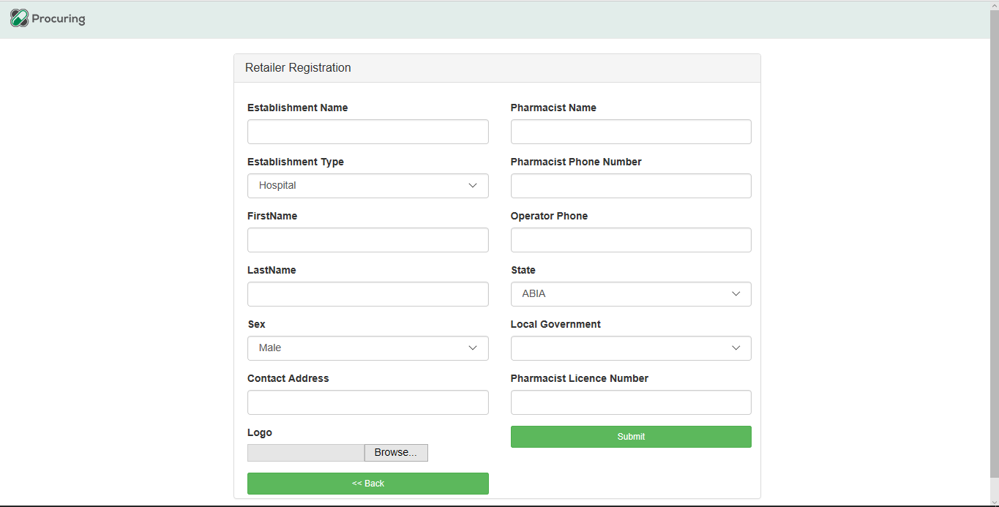 Procuring
Retailer Registration
Establishment Name
Pharmacist Name
Establishment Type
Hospital
Pharmacist Phone Number
FirstName
Operator Phone
LastName
State
ABIA
Sex
Male
Local Government
Contact Address
Pharmacist Licence Number
Logo
Browse...
Submit
<< Back